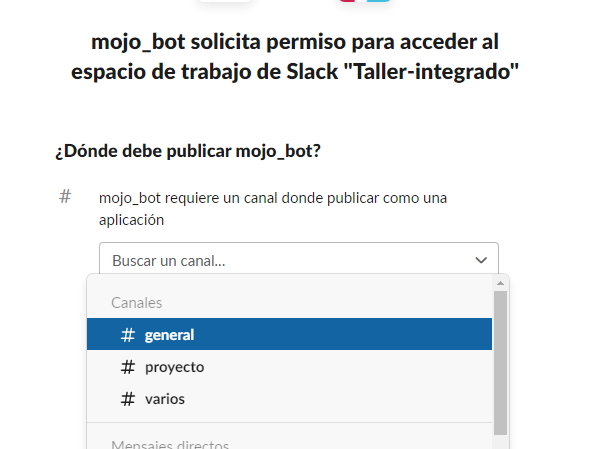 mojo_bot solicita permiso para acceder al
espacio de trabajo de Slack "Taller-integrado"
¿Dónde debe publicar mojo_bot?
# mojo_bot requiere un canal donde publicar como una
aplicación
Buscar un canal...
Canales
# general
# proyecto
# varios
Mensajes directos